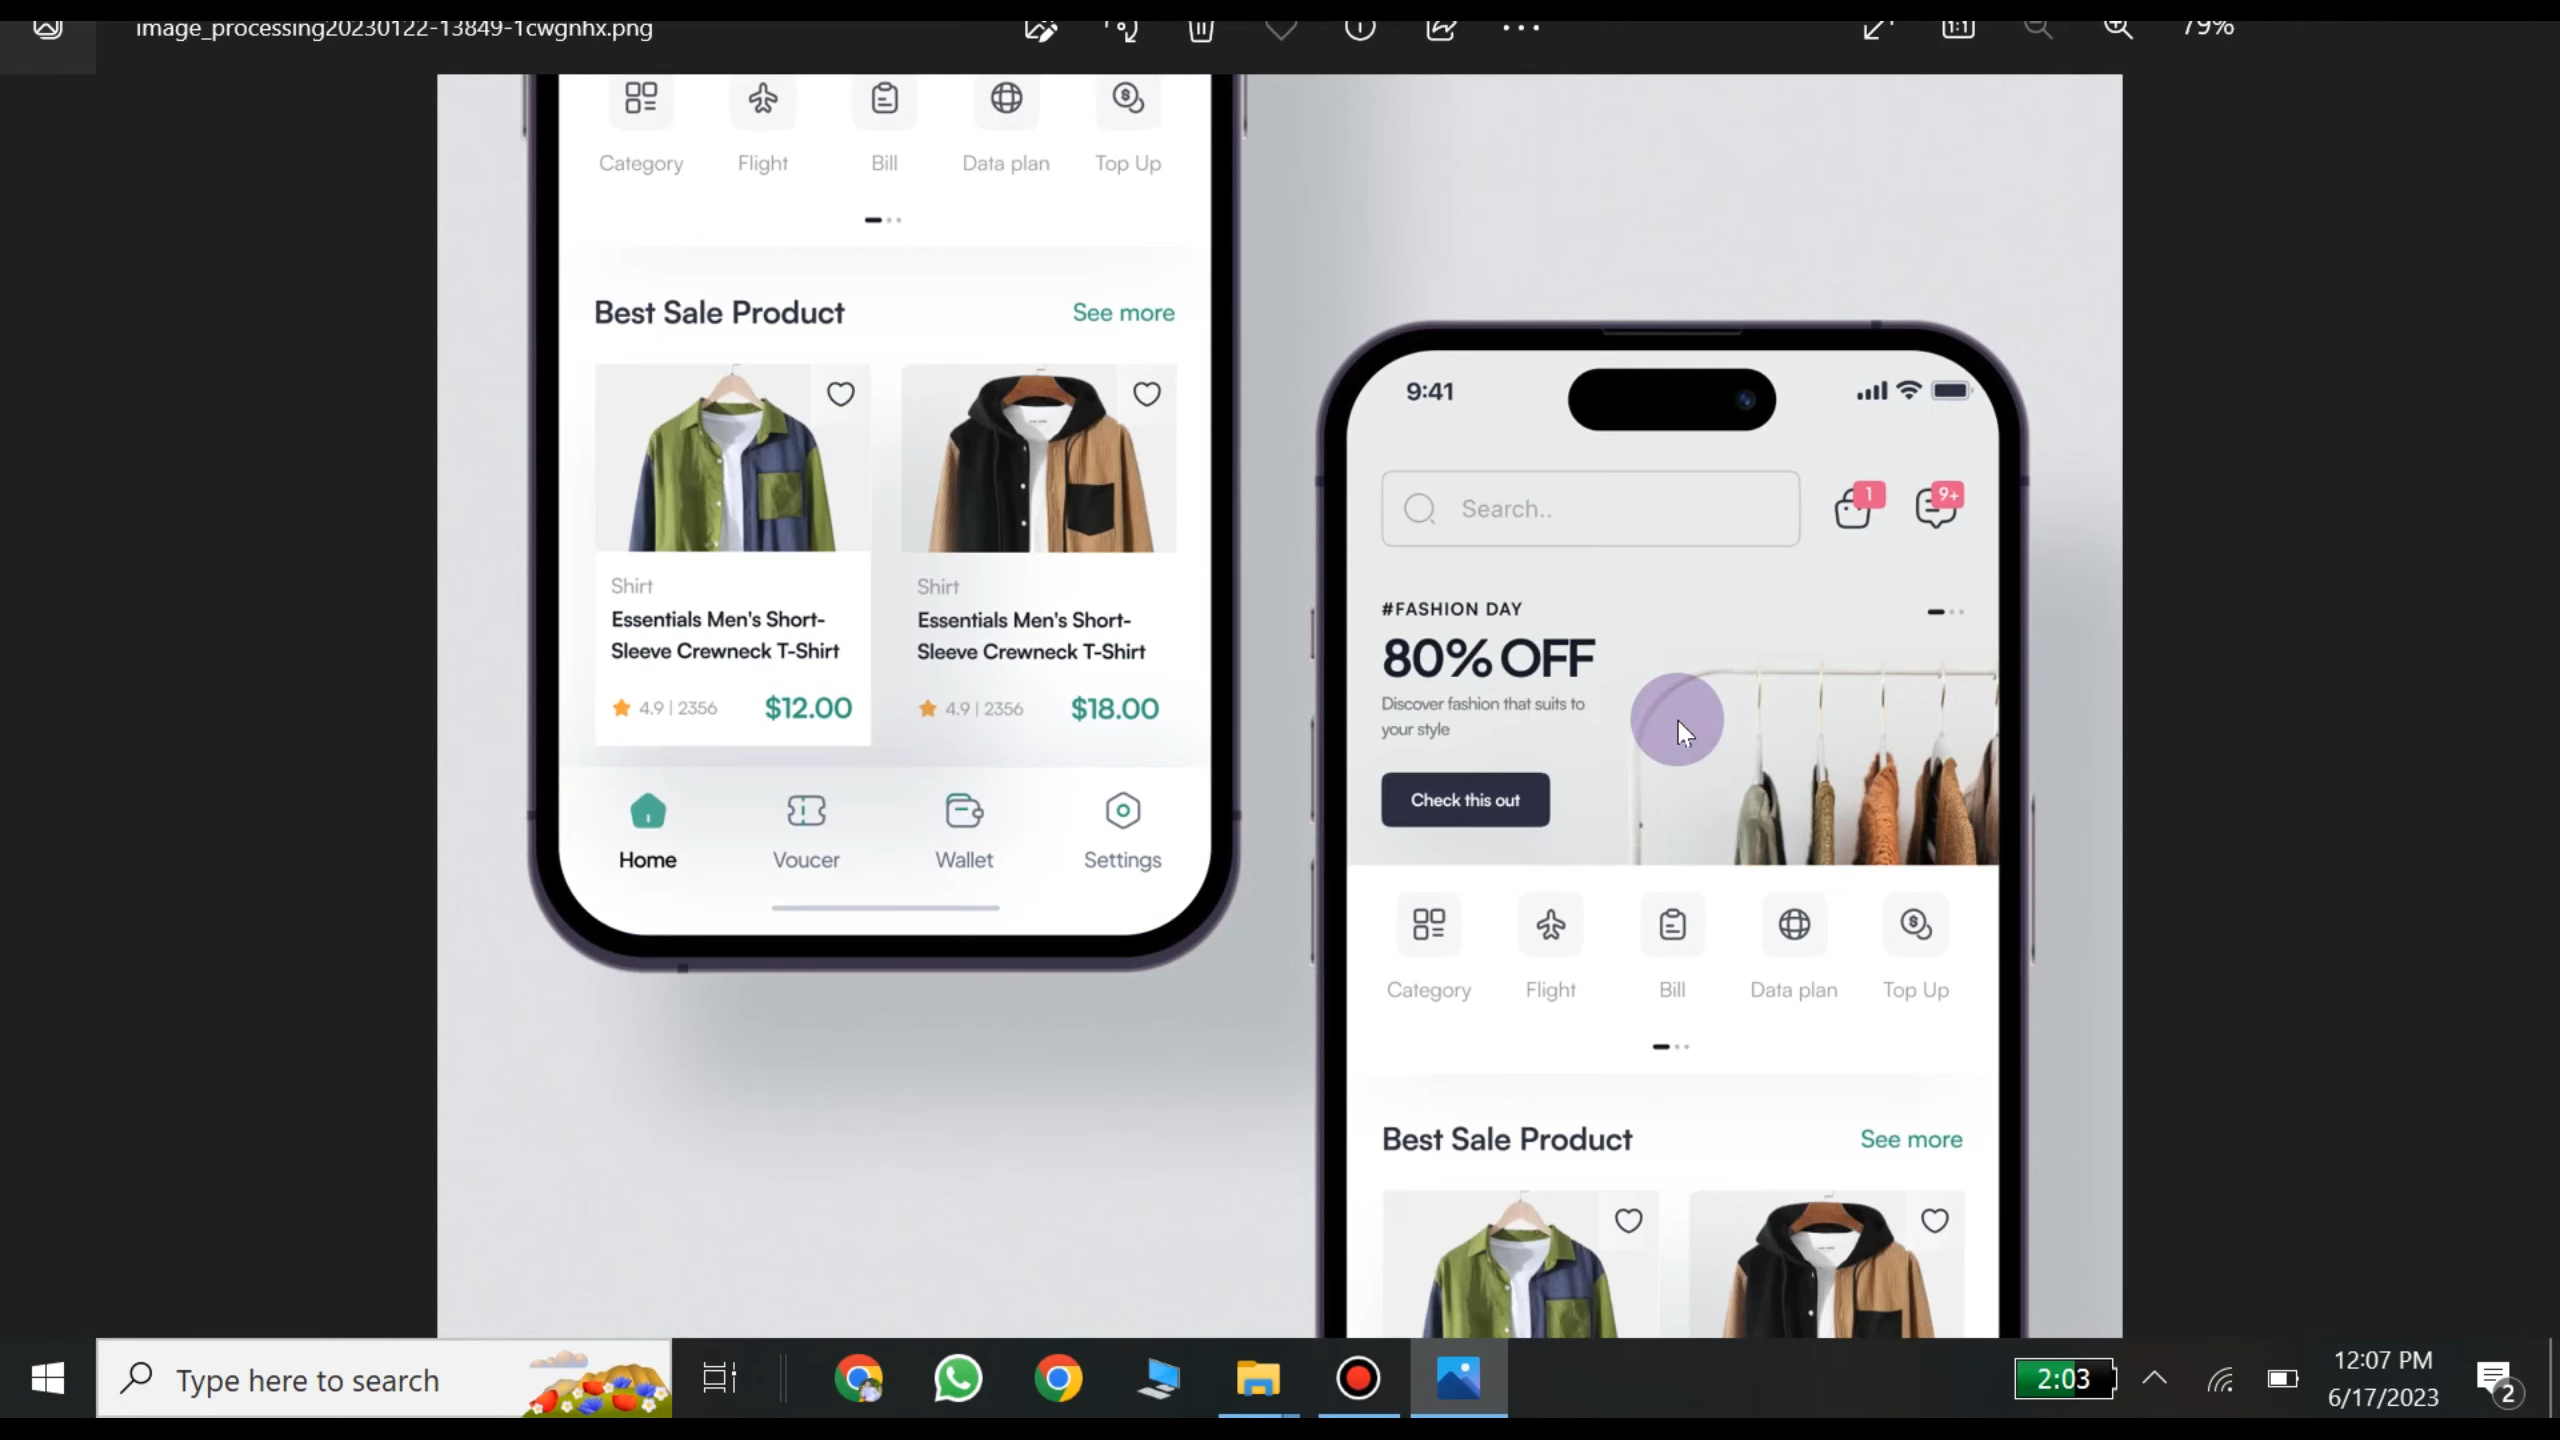 image_processing20230122-13849-1cwgnhx.png
79%
Category Flight Bill Data plan Top Up
Best Sale Product See more
Shirt
Essentials Men's Short-
Sleeve Crewneck T-Shirt
4.9 | 2356 $12.00
Shirt
Essentials Men's Short-
Sleeve Crewneck T-Shirt
4.9 | 2356 $18.00
Home Voucer Wallet Settings
9:41
Search..
1
9+
#FASHION DAY
80% OFF
Discover fashion that suits to
your style
Check this out
Category Flight Bill Data plan Top Up
Best Sale Product See more
Type here to search
2:03
12:07 PM
6/17/2023
2